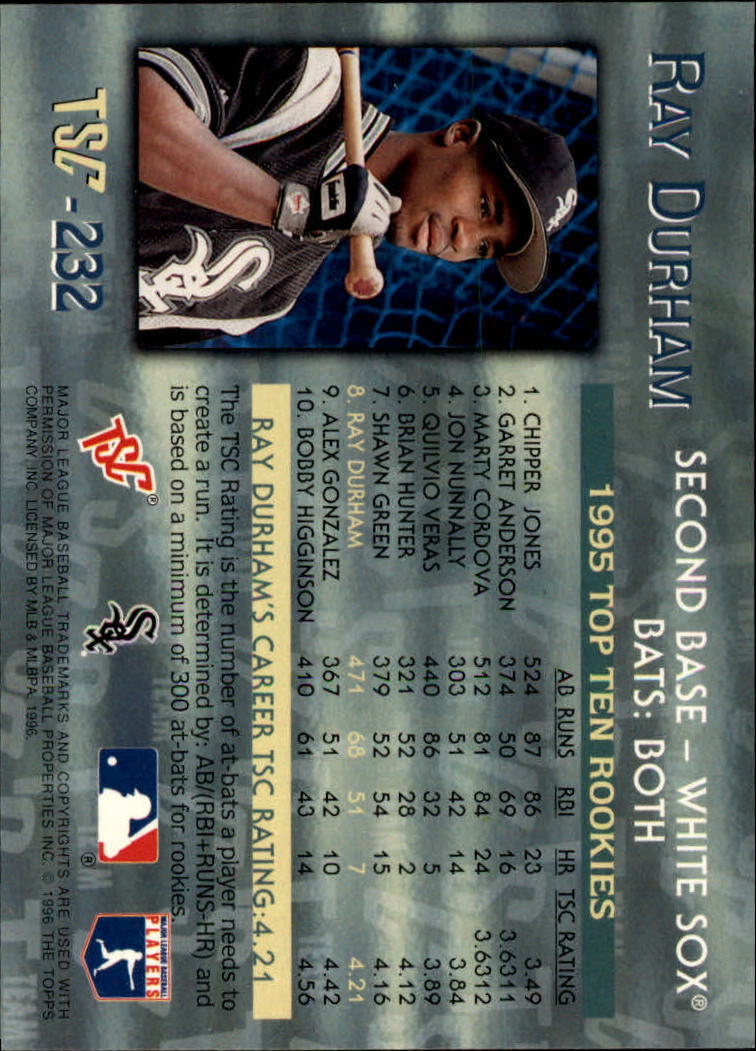 RAY DURHAM
SECOND BASE – WHITE SOX®
BATS: BOTH
1995 TOP TEN ROOKIES
AB RUNS RBI HR TSC RATING
1. CHIPPER JONES 524 87 86 23 3.49
2. GARRET ANDERSON 374 50 69 16 3.6311
3. MARTY CORDOVA 512 81 84 24 3.6312
4. JON NUNNALLY 303 51 42 14 3.84
5. QUILVIO VERAS 440 86 32 5 3.89
6. BRIAN HUNTER 321 52 28 2 4.12
7. SHAWN GREEN 379 52 54 15 4.16
8. RAY DURHAM 471 68 51 7 4.21
9. ALEX GONZALEZ 367 51 42 10 4.42
10. BOBBY HIGGINSON 410 61 43 14 4.56
RAY DURHAM'S CAREER TSC RATING:4.21
The TSC Rating is the number of at-bats a player needs to
create a run. It is determined by: AB/(RBI+RUNS-HR) and
is based on a minimum of 300 at-bats for rookies.
TSC - 232
TSC®
Sox
®
MAJOR LEAGUE BASEBALL
PLAYERS
MAJOR LEAGUE BASEBALL TRADEMARKS AND COPYRIGHTS ARE USED WITH
PERMISSION OF MAJOR LEAGUE BASEBALL PROPERTIES INC. © 1996 THE TOPPS
COMPANY, INC. LICENSED BY MLB & MLBPA, 1996.